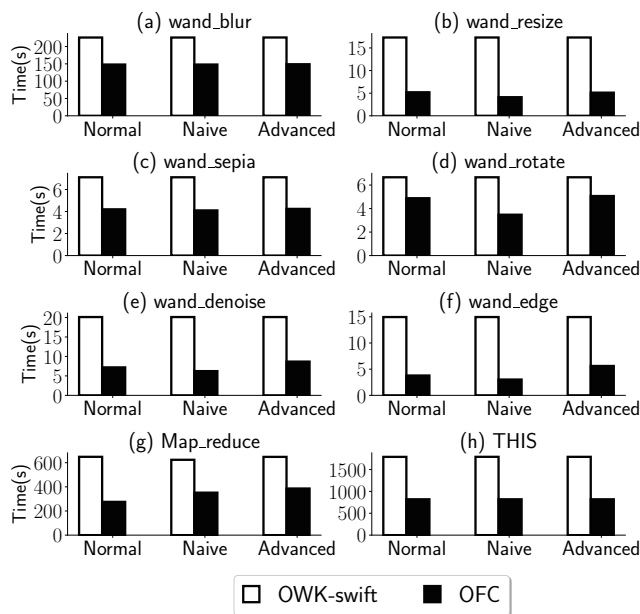 (a) wand_blur
Time(s)
200
150
100
50
0
Normal Naive Advanced
(b) wand_resize
15
10
5
0
Normal Naive Advanced
(c) wand_sepia
Time(s)
6
4
2
0
Normal Naive Advanced
(d) wand_rotate
6
4
2
0
Normal Naive Advanced
(e) wand_denoise
Time(s)
20
15
10
5
0
Normal Naive Advanced
(f) wand_edge
15
10
5
0
Normal Naive Advanced
(g) Map_reduce
Time(s)
600
400
200
0
Normal Naive Advanced
(h) THIS
1500
1000
500
0
Normal Naive Advanced
OWK-swift OFC